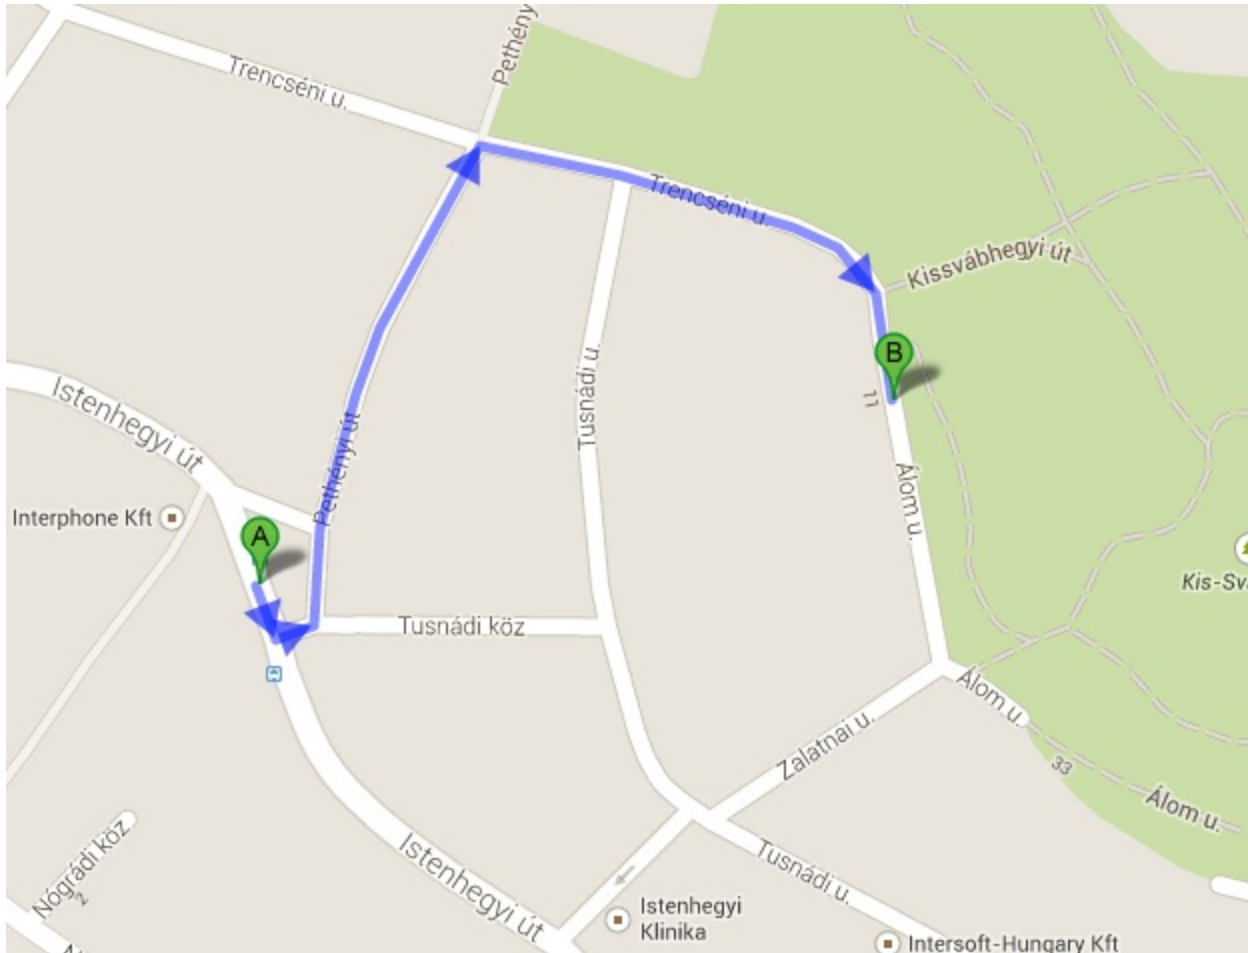 Pethény
Trencséni u.
Trencséni u.
Kissvábhegyi út
B
11
Tusnádi u.
Istenhegyi út
Pethényi út
Álom u.
Interphone Kft
A
Kis-Sv
Tusnádi köz
Álom u.
Zalatnai u.
33
Álom u.
Nógrádi köz
2
Istenhegyi út
Tusnádi u.
Istenhegyi
Klinika
Intersoft-Hungary Kft